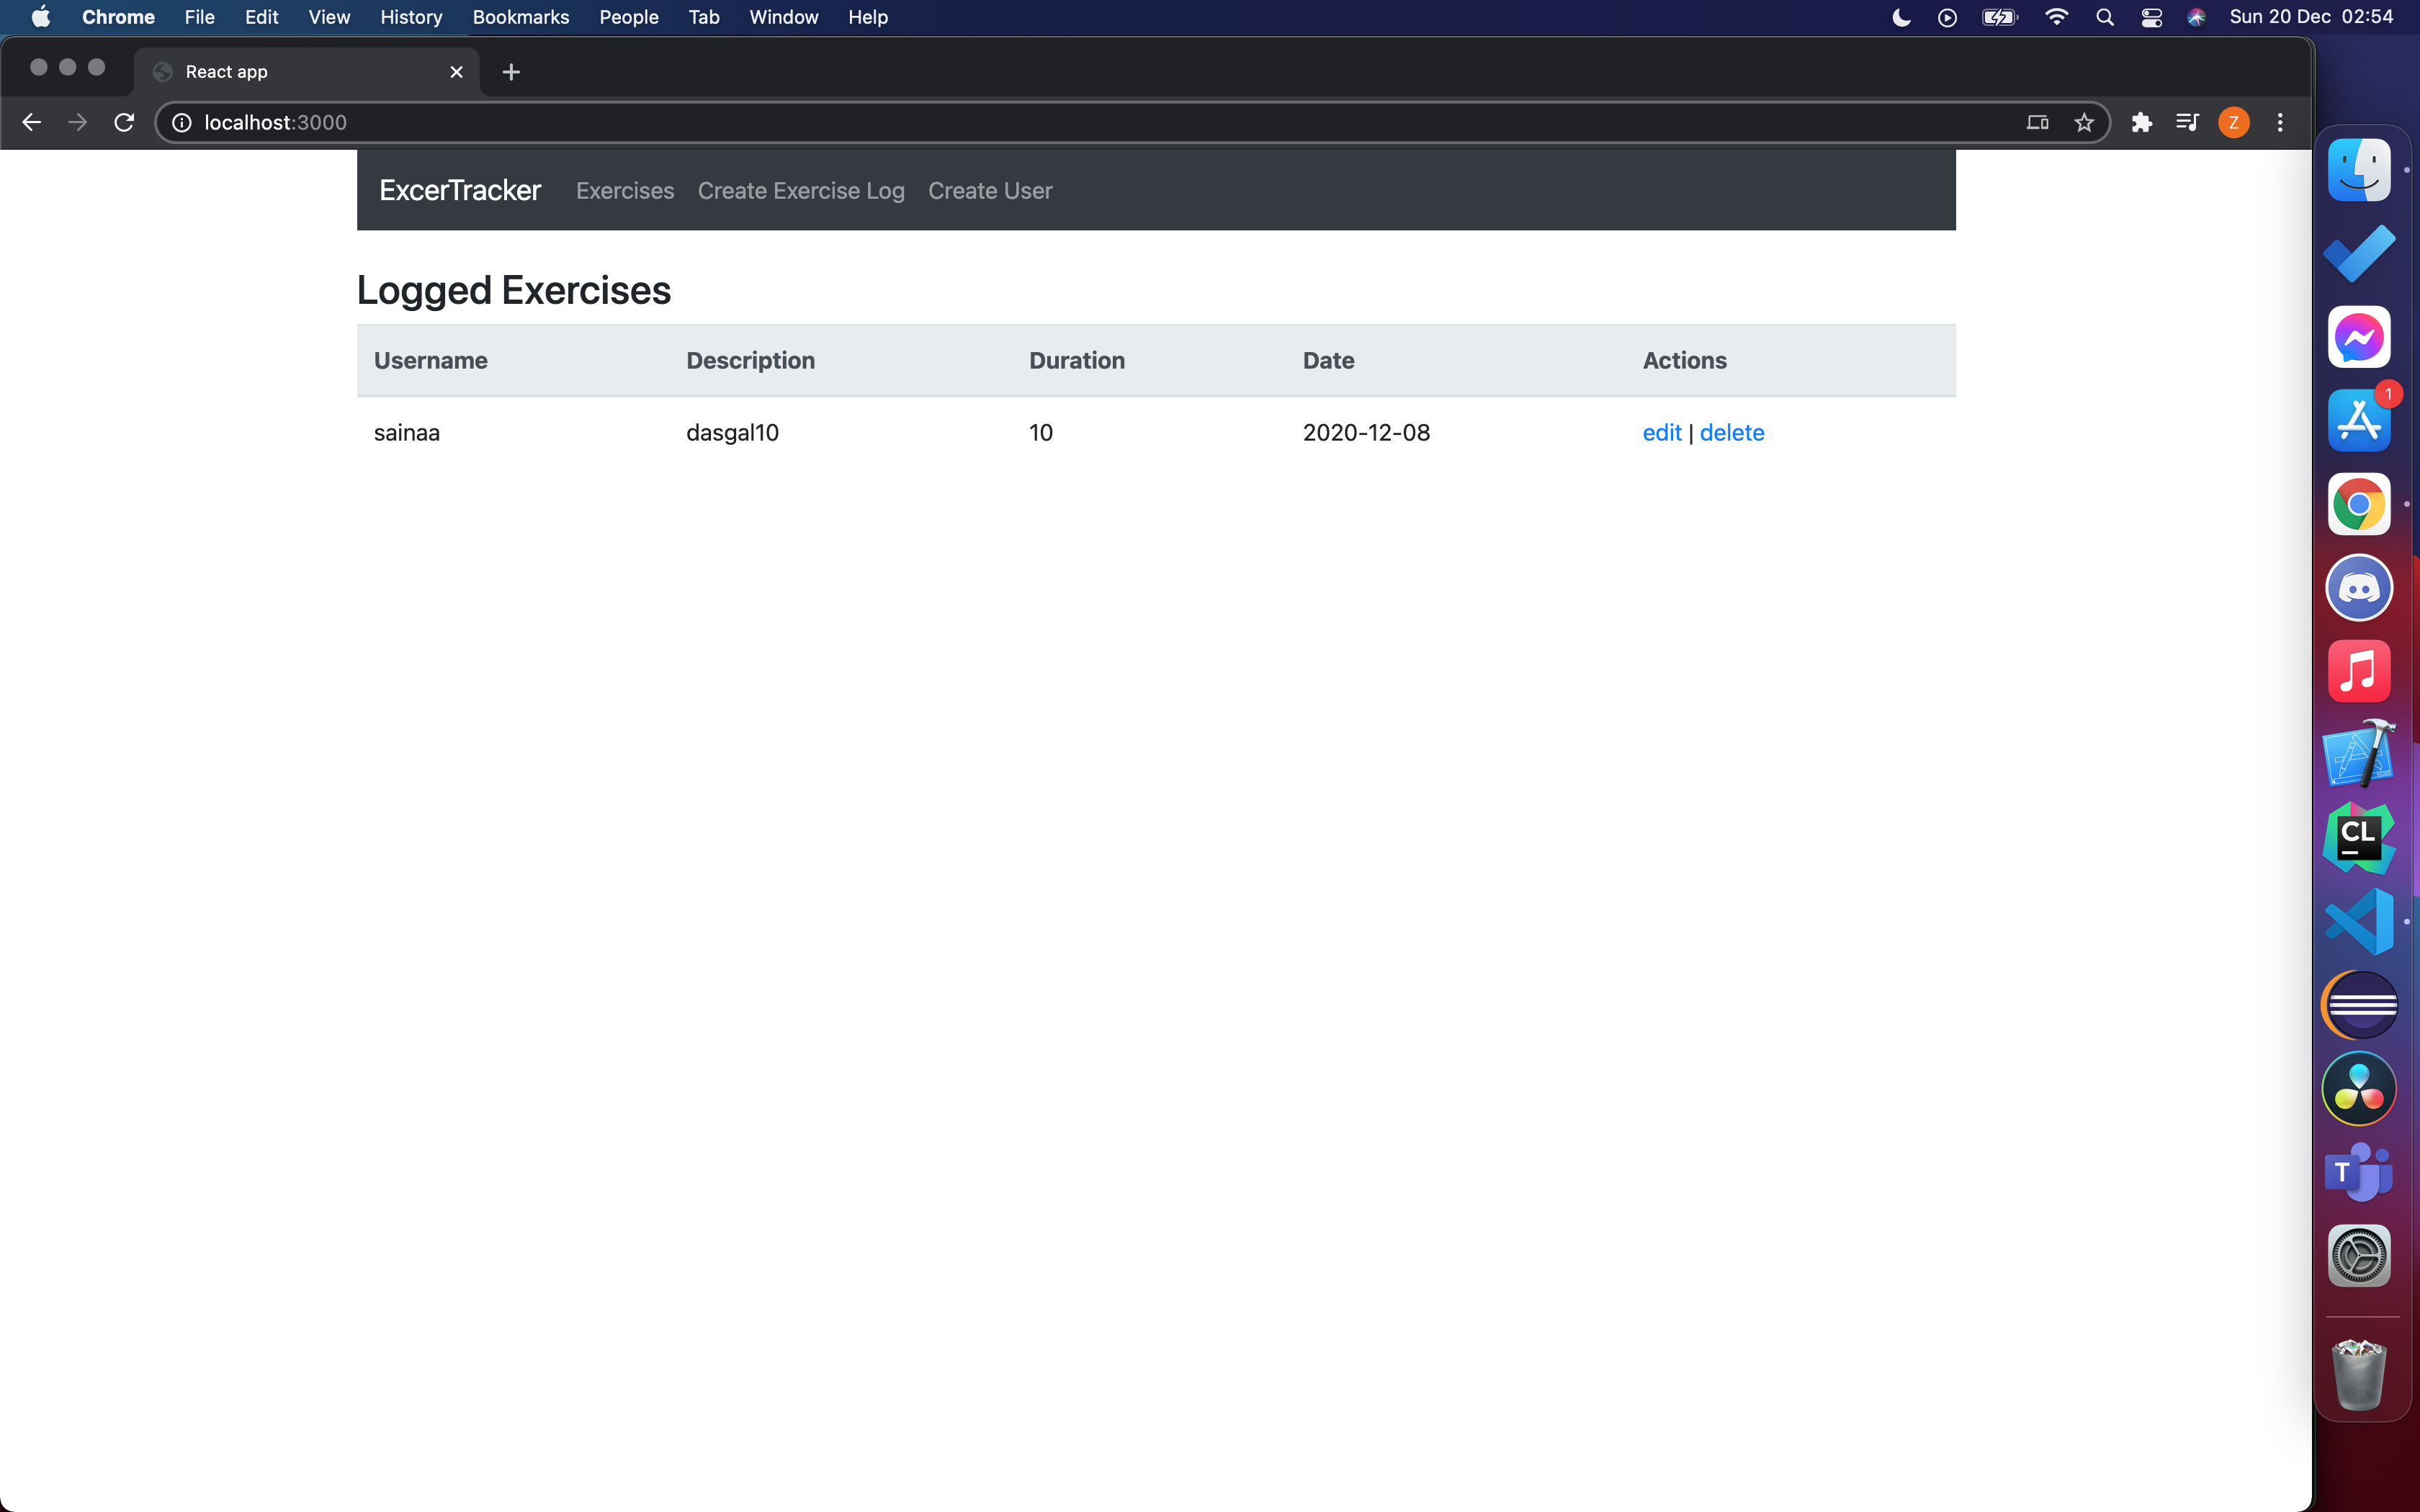 Chrome File Edit View History Bookmarks People Tab Window Help Sun 20 Dec 02:54
React app
localhost:3000 Z
ExcerTracker Exercises Create Exercise Log Create User
Logged Exercises
Username Description Duration Date Actions
sainaa dasgal10 10 2020-12-08 edit | delete
1
CL
T